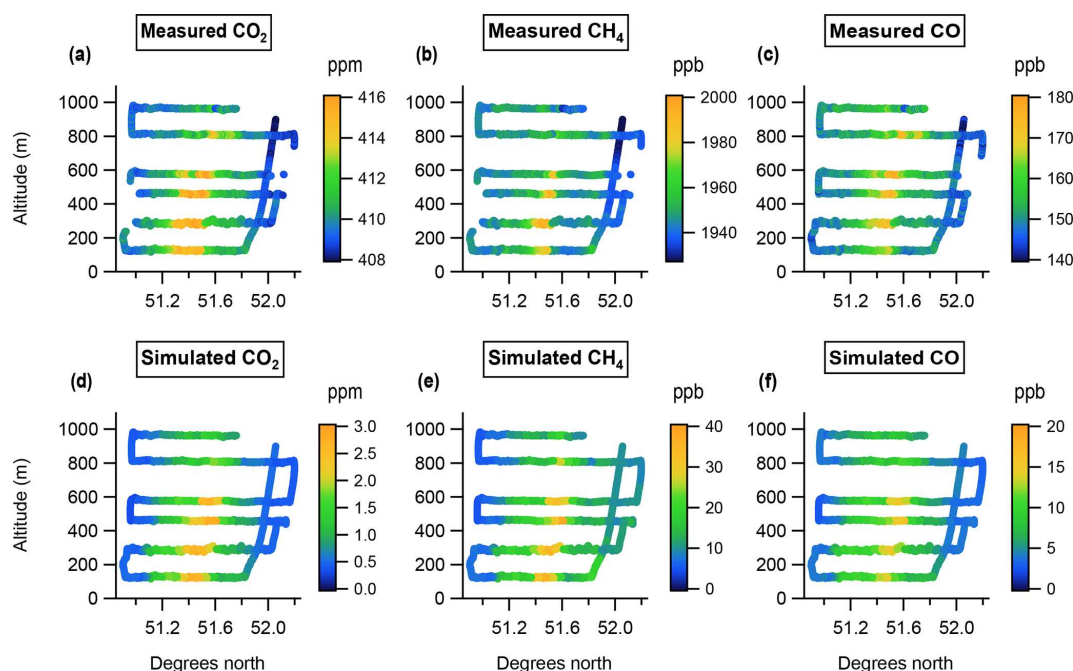 Measured CO2
Measured CH4
Measured CO
(a)
(b)
(c)
ppm
ppb
ppb
Altitude (m)
1000
800
600
400
200
0
51.2 51.6 52.0
416
414
412
410
408
1000
800
600
400
200
0
51.2 51.6 52.0
2000
1980
1960
1940
1000
800
600
400
200
0
51.2 51.6 52.0
180
170
160
150
140
Simulated CO2
Simulated CH4
Simulated CO
(d)
(e)
(f)
ppm
ppb
ppb
Altitude (m)
1000
800
600
400
200
0
51.2 51.6 52.0
3.0
2.5
2.0
1.5
1.0
0.5
0.0
1000
800
600
400
200
0
51.2 51.6 52.0
40
30
20
10
0
1000
800
600
400
200
0
51.2 51.6 52.0
20
15
10
5
0
Degrees north
Degrees north
Degrees north